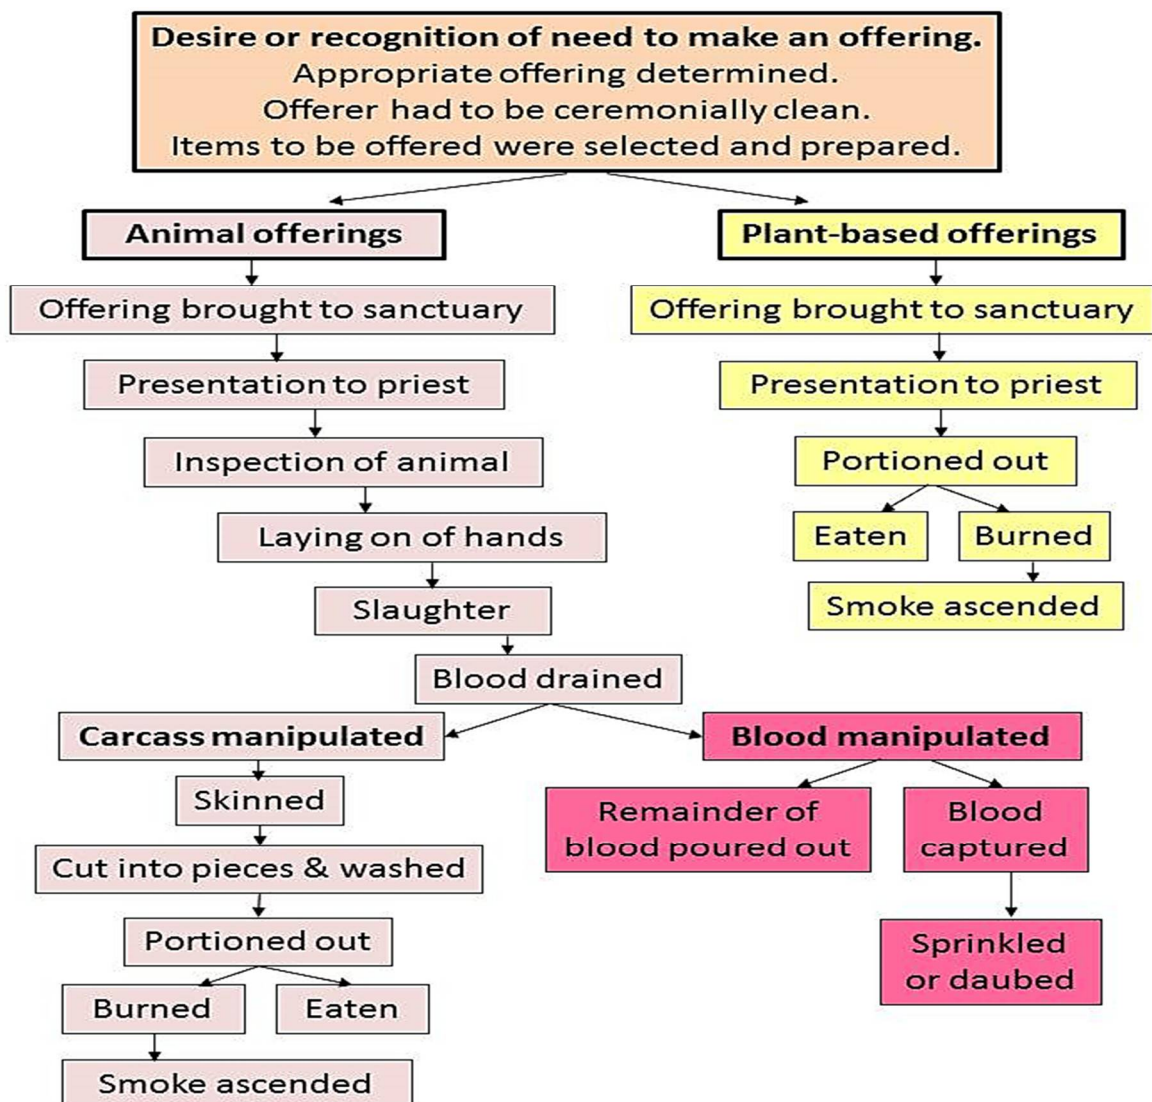 Desire or recognition of need to make an offering.
Appropriate offering determined.
Offerer had to be ceremonially clean.
Items to be offered were selected and prepared.
Animal offerings
Offering brought to sanctuary
Presentation to priest
Inspection of animal
Laying on of hands
Slaughter
Blood drained
Carcass manipulated
Skinned
Cut into pieces & washed
Portioned out
Burned
Eaten
Smoke ascended
Blood manipulated
Remainder of
blood poured out
Blood
captured
Sprinkled
or daubed
Plant-based offerings
Offering brought to sanctuary
Presentation to priest
Portioned out
Eaten
Burned
Smoke ascended